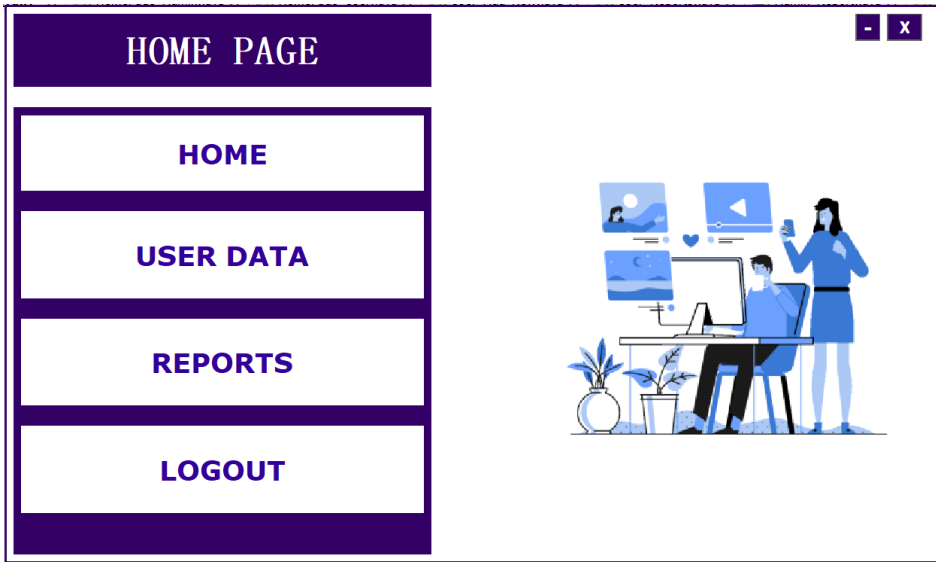 HOME PAGE
- X
HOME
USER DATA
REPORTS
LOGOUT